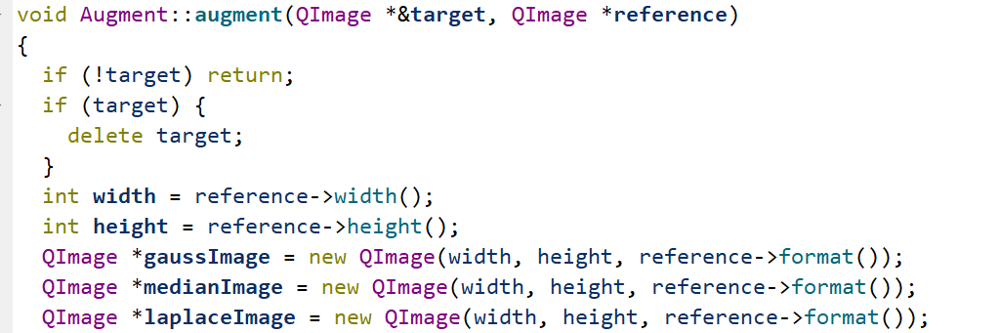 void Augment::augment(QImage *&target, QImage *reference)
{
  if (!target) return;
  if (target) {
    delete target;
  }
  int width = reference->width();
  int height = reference->height();
  QImage *gaussImage = new QImage(width, height, reference->format());
  QImage *medianImage = new QImage(width, height, reference->format());
  QImage *laplaceImage = new QImage(width, height, reference->format());